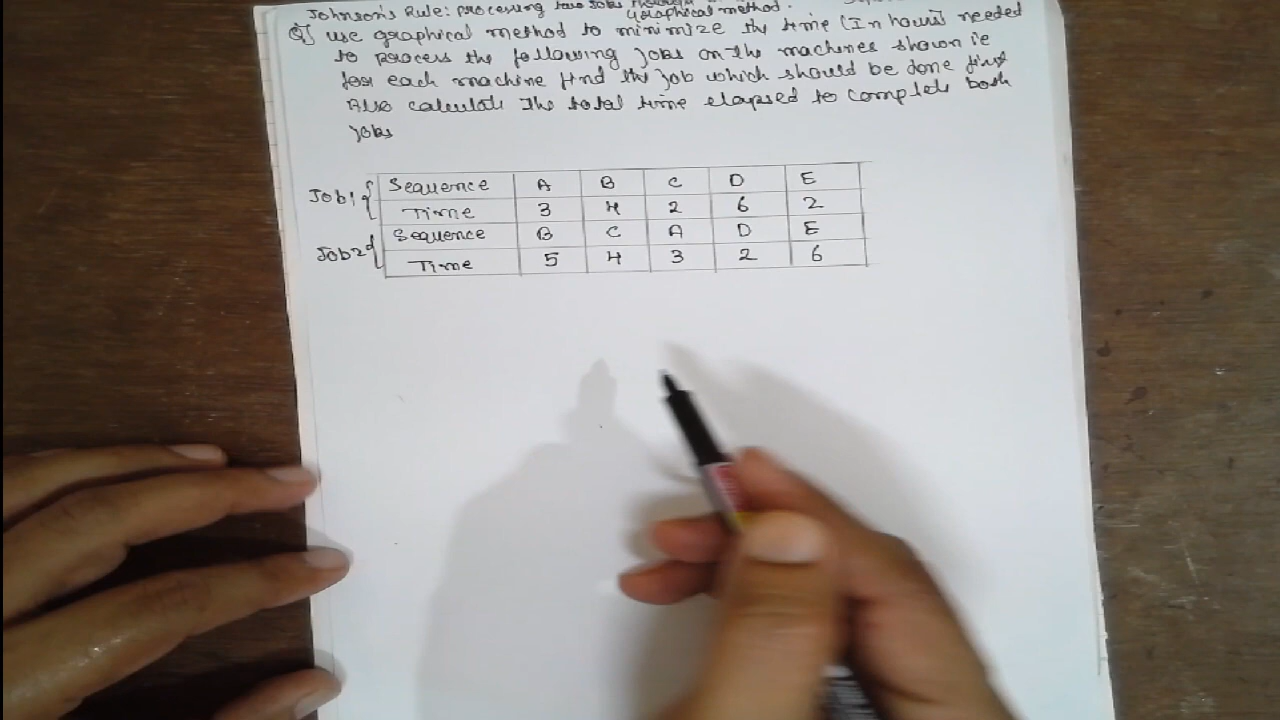 Johnson's Rule: Processing two Jobs through
Graphical method.
Q] Use graphical method to minimize the time (In hours) needed
to process the following jobs on the machines shown ie
for each machine find the job which should be done first
Also calculate The total time elapsed to complete both
jobs
Job1 { Sequence A B C D E
Time 3 4 2 6 2
Job2 { Sequence B C A D E
Time 5 4 3 2 6